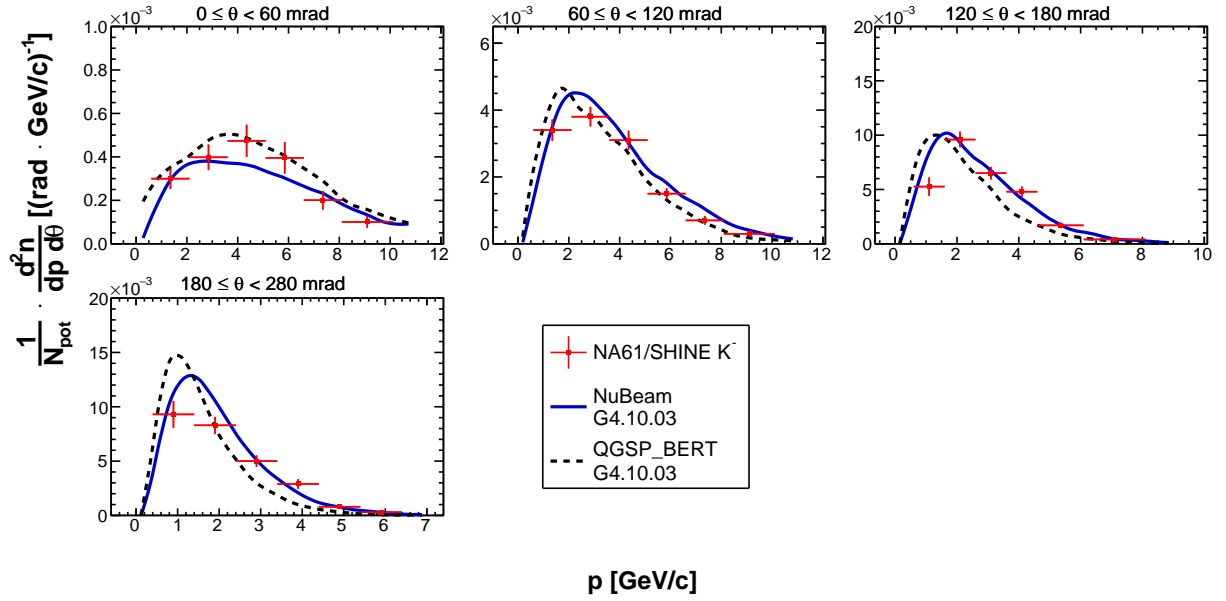 0 ≤ θ < 60 mrad
×10⁻³
1.0
0.8
0.6
0.4
0.2
0.0
0 2 4 6 8 10 12
60 ≤ θ < 120 mrad
×10⁻³
6
4
2
0
0 2 4 6 8 10 12
120 ≤ θ < 180 mrad
×10⁻³
20
15
10
5
0
0 2 4 6 8 10
180 ≤ θ < 280 mrad
×10⁻³
20
15
10
5
0
0 1 2 3 4 5 6 7
1/N_pot · d²n/dp dθ [(rad · GeV/c)⁻¹]
NA61/SHINE K⁻
NuBeam
G4.10.03
QGSP_BERT
G4.10.03
p [GeV/c]